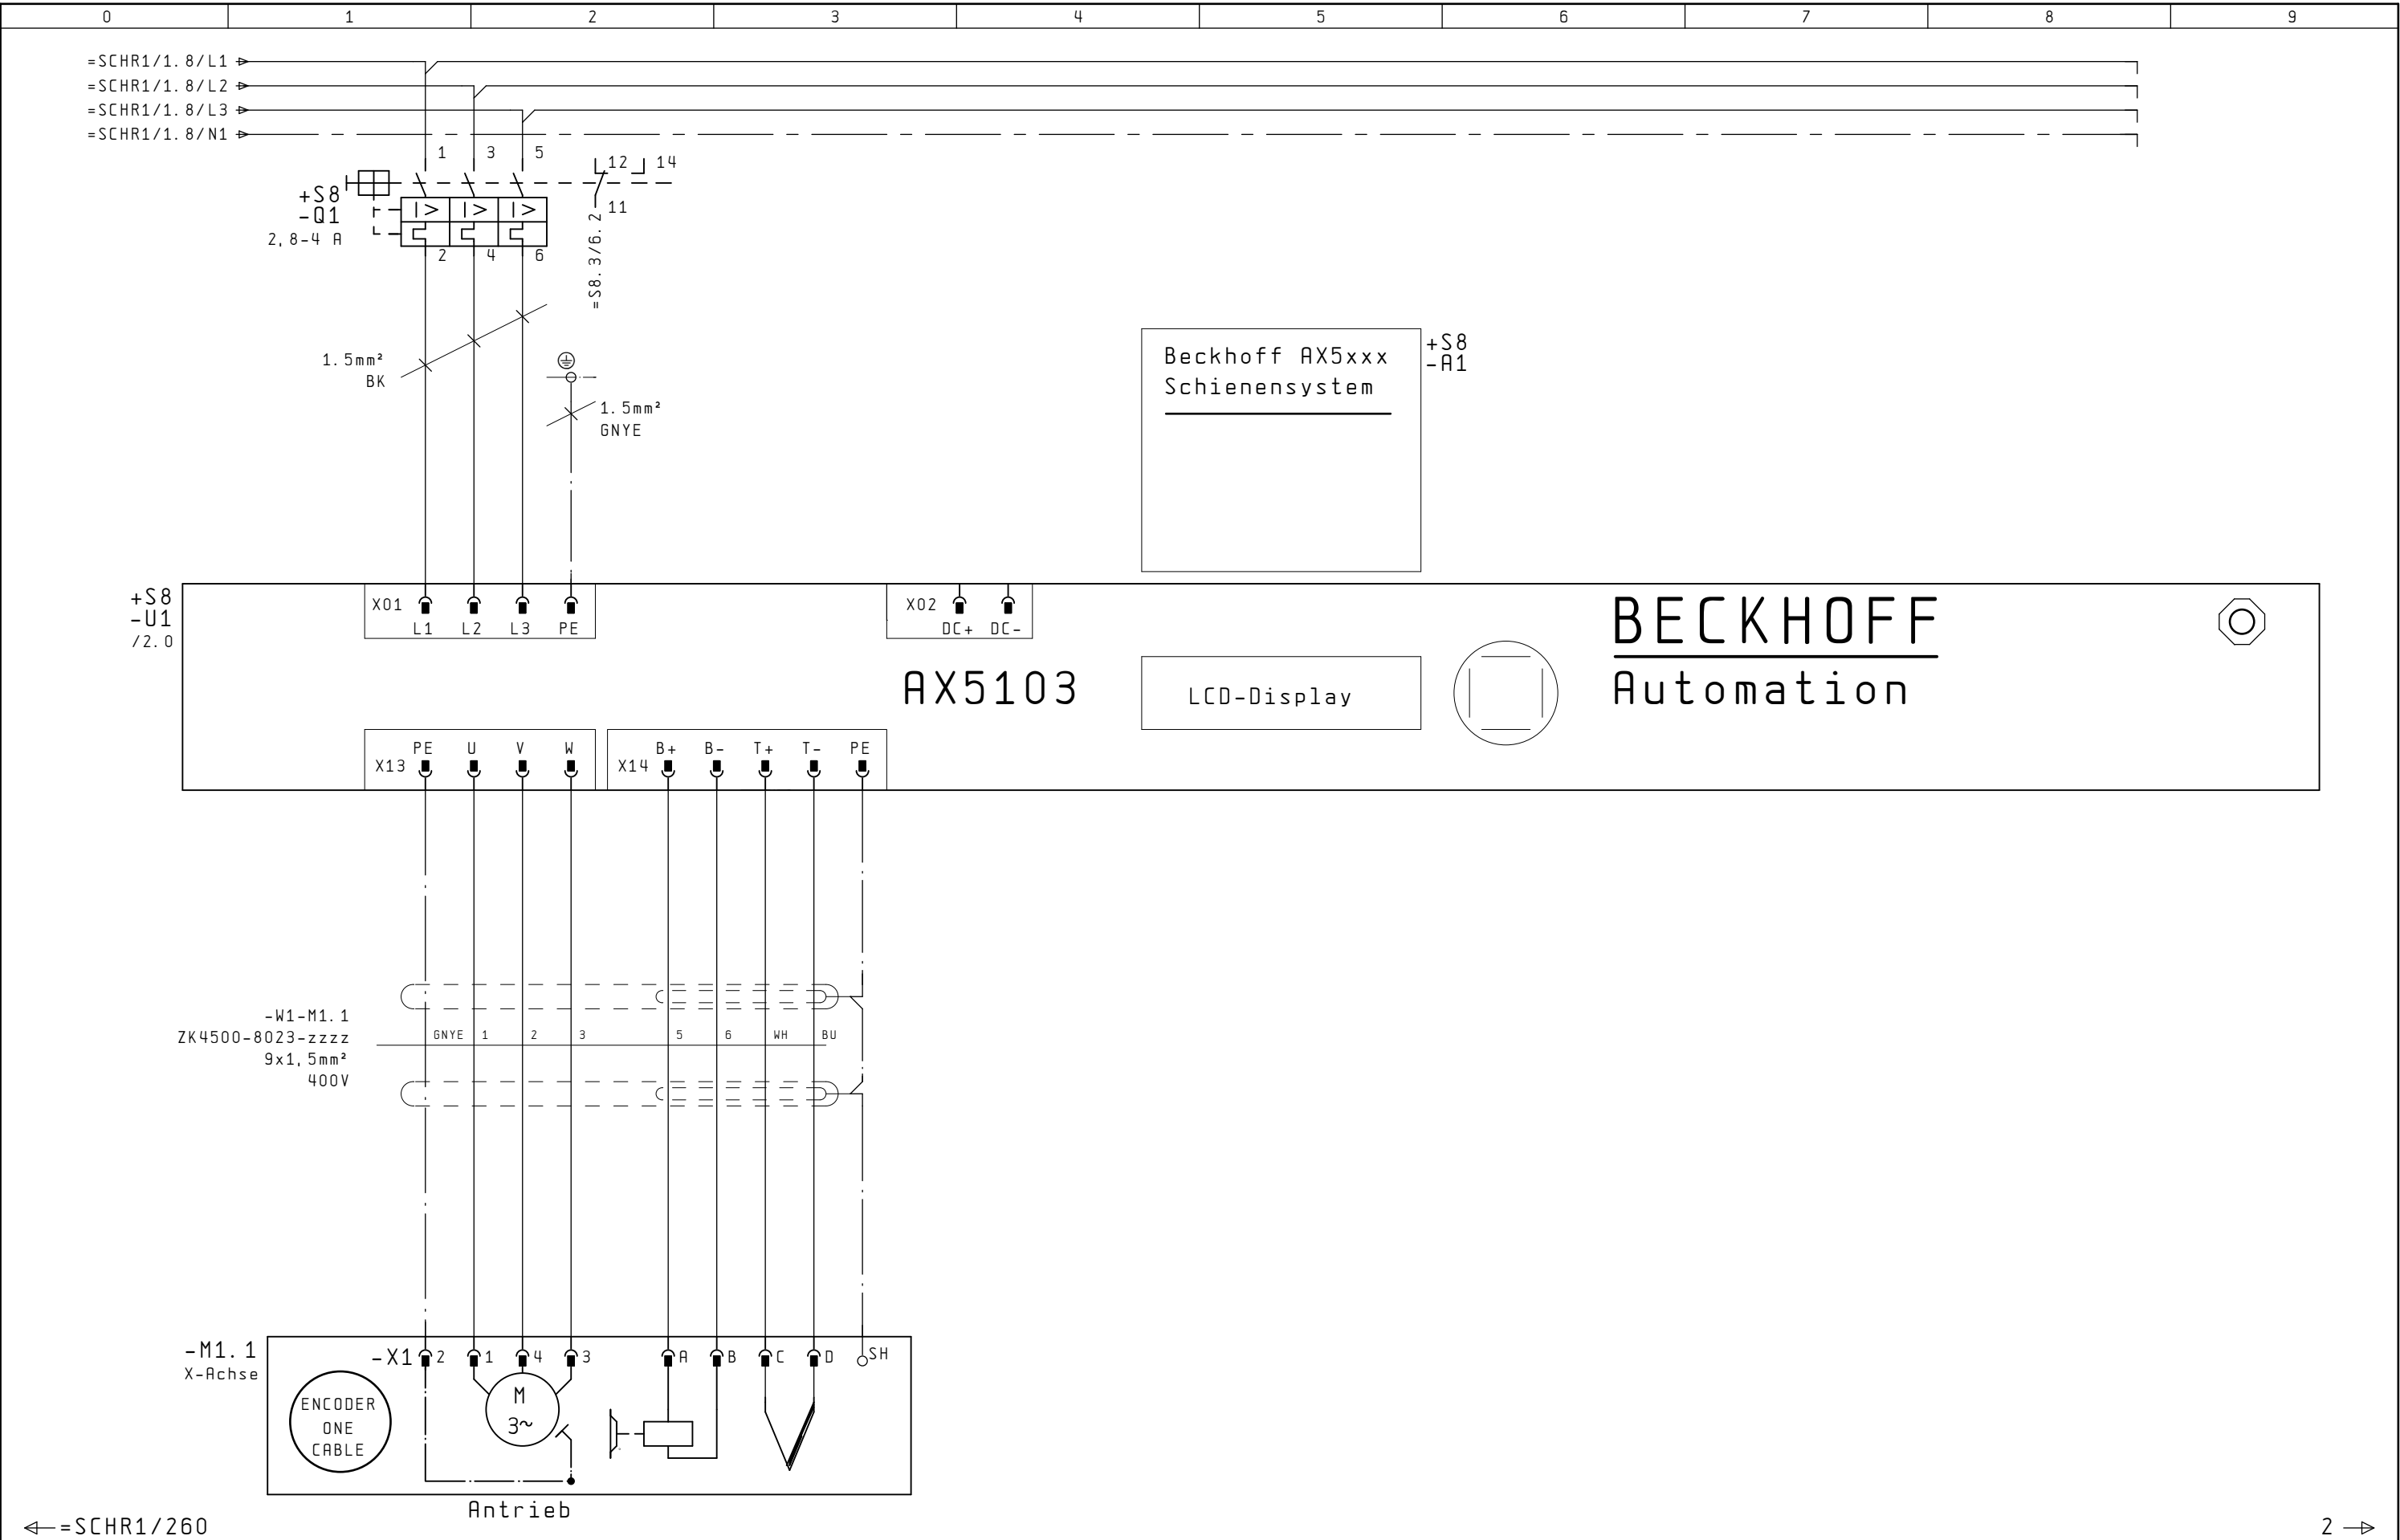 0 1 2 3 4 5 6 7 8 9
=SCHR1/1.8/L1
=SCHR1/1.8/L2
=SCHR1/1.8/L3
=SCHR1/1.8/N1
1 3 5 12 14
+S8
-Q1
2,8-4 A
I> I> I>
11
2 4 6
=S8.3/6.2
1.5mm²
BK
1.5mm²
GNYE
Beckhoff AX5xxx
Schienensystem
+S8
-A1
+S8
-U1
/2.0
X01
L1 L2 L3 PE
X02
DC+ DC-
AX5103
LCD-Display
BECKHOFF
Automation
X13
PE U V W
X14
B+ B- T+ T- PE
-W1-M1.1
ZK4500-8023-zzzz
9x1,5mm²
400V
GNYE 1 2 3 5 6 WH BU
-M1.1
X-Achse
-X1 2 1 4 3 A B C D SH
ENCODER
ONE
CABLE
M
3~
Antrieb
=SCHR1/260
2